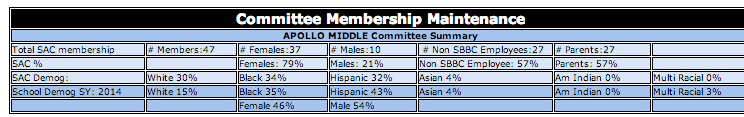 Committee Membership Maintenance
APOLLO MIDDLE Committee Summary
Total SAC membership # Members:47 # Females:37 # Males:10 # Non SBBC Employees:27 # Parents:27
SAC % Females: 79% Males: 21% Non SBBC Employee: 57% Parents: 57%
SAC Demog: White 30% Black 34% Hispanic 32% Asian 4% Am Indian 0% Multi Racial 0%
School Demog SY: 2014 White 15% Black 35% Hispanic 43% Asian 4% Am Indian 0% Multi Racial 3%
Female 46% Male 54%